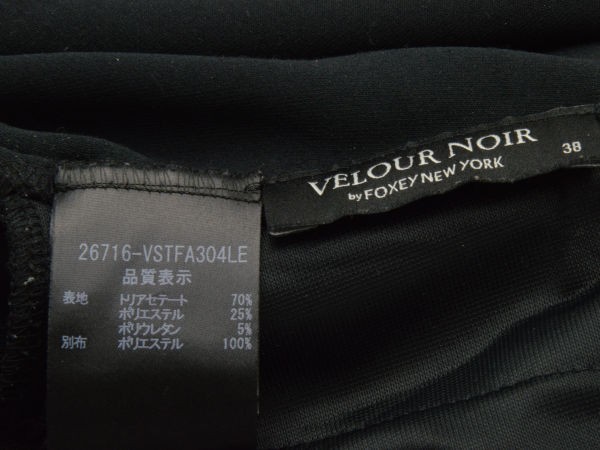 VELOUR NOIR 38
by FOXEY NEW YORK
26716-VSTFA304LE
品質表示
表地 トリアセテート 70%
ポリエステル 25%
ポリウレタン 5%
別布 ポリエステル 100%